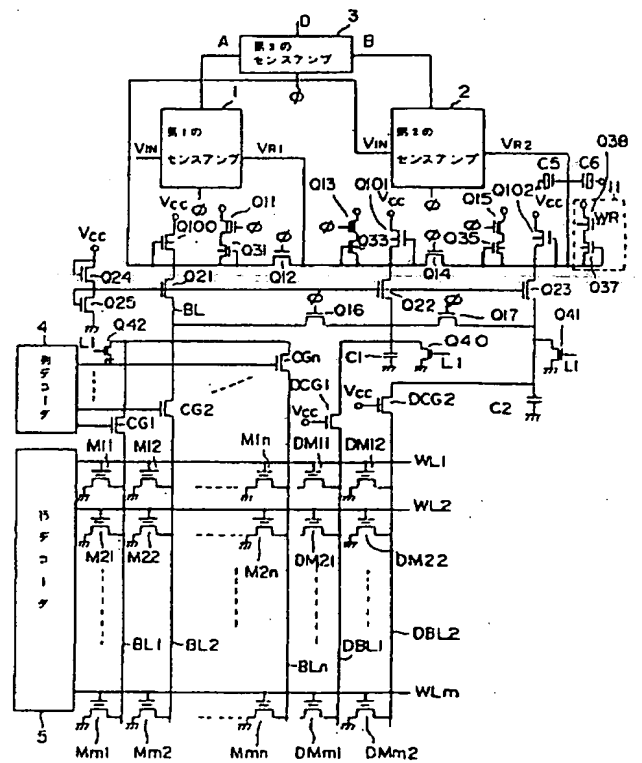 D
3
A
第3の
センスアンプ
B
φ
1
2
第1の
センスアンプ
第2の
センスアンプ
VIN
VR1
VIN
VR2
Q38
φ
φ
C5
C6
11
WR
Q37
Vcc
Q100
Q11
φ
Q31
φ
Q12
Q13
φ
Q33
Q101
Vcc
φ
Q14
Q15
φ
Q35
Q102
Vcc
Vcc
Q24
Q25
Q21
BL
Q22
Q23
φ
Q16
φ
Q17
Q41
L1
4
列デコーダ
L1
Q42
CGn
C1
Q40
L1
DCG1
Vcc
Vcc
DCG2
C2
CG2
CG1
M11
M12
M1n
DM11
DM12
WL1
WL2
M21
M22
M2n
DM21
DM22
行デコーダ
BL1
BL2
BLn
DBL1
DBL2
WLm
5
Mm1
Mm2
Mmn
DMm1
DMm2